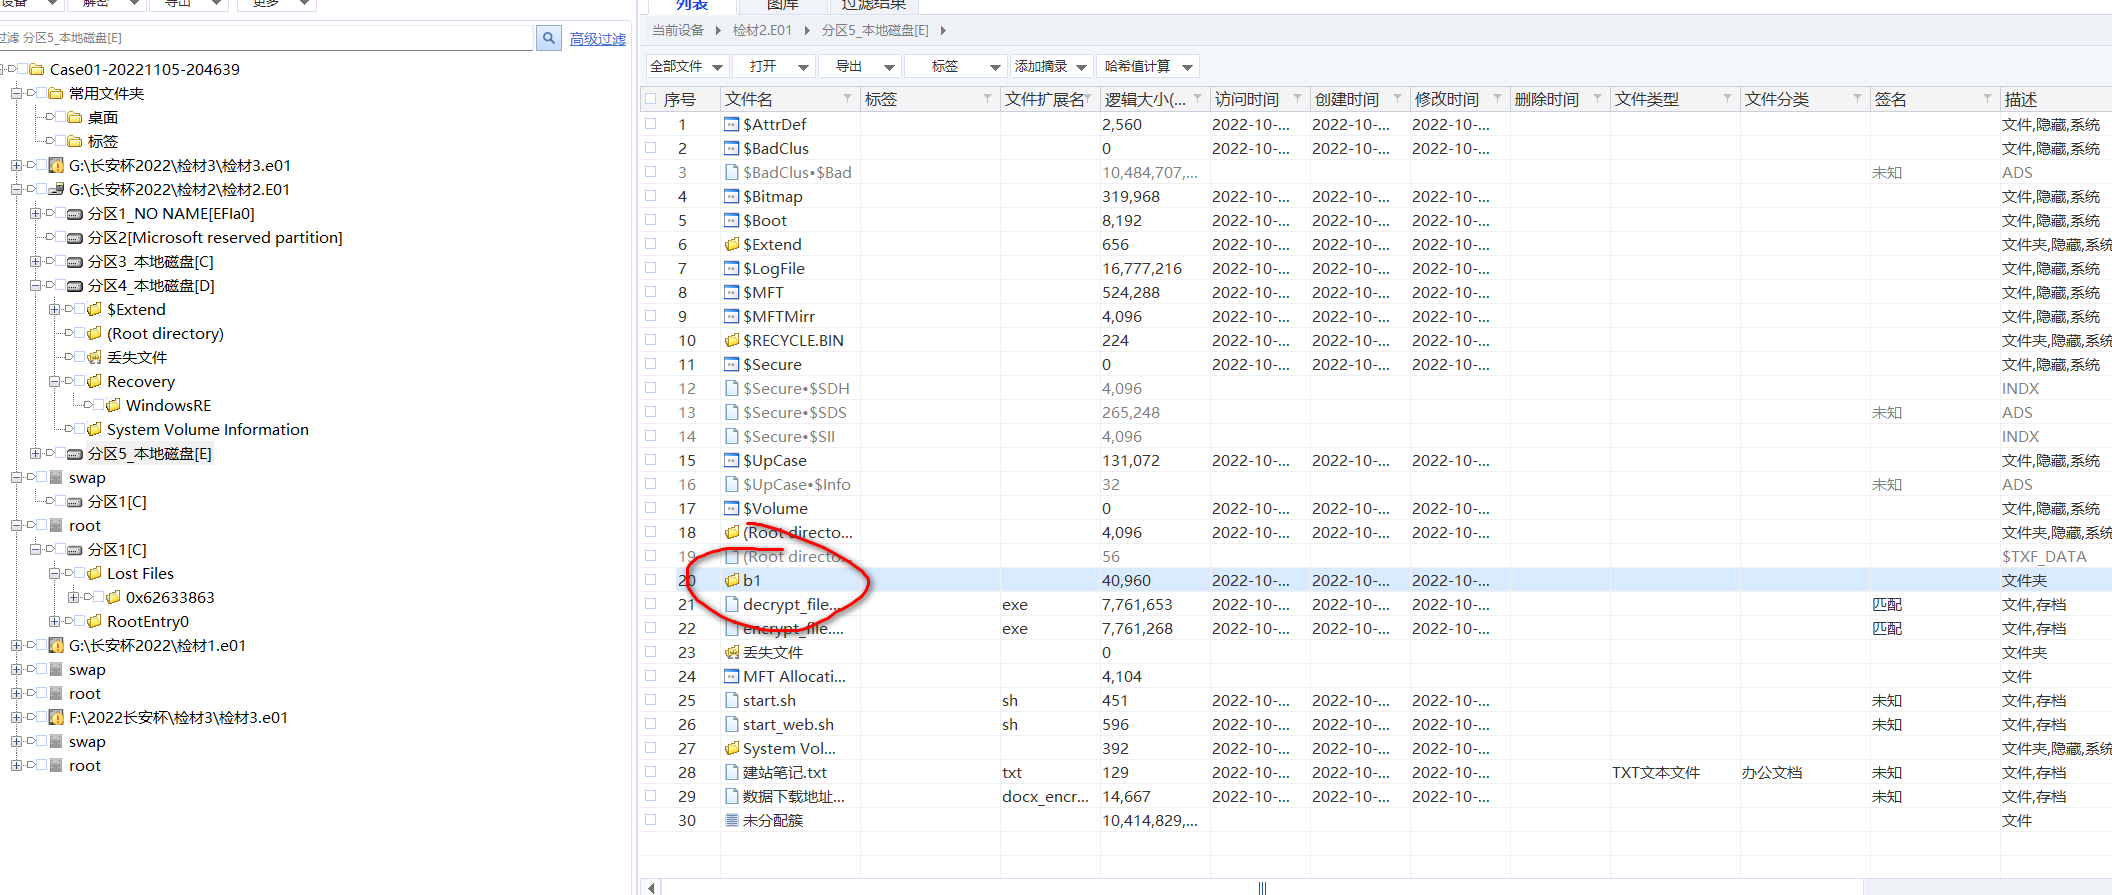 设备 解密 导出 更多
过滤 分区5_本地磁盘[E] 高级过滤
Case01-20221105-204639
常用文件夹
桌面
标签
G:\长安杯2022\检材3\检材3.e01
G:\长安杯2022\检材2\检材2.E01
分区1_NO NAME[EFIa0]
分区2[Microsoft reserved partition]
分区3_本地磁盘[C]
分区4_本地磁盘[D]
$Extend
(Root directory)
丢失文件
Recovery
WindowsRE
System Volume Information
分区5_本地磁盘[E]
swap
分区1[C]
root
分区1[C]
Lost Files
0x62633863
RootEntry0
G:\长安杯2022\检材1.e01
swap
root
F:\2022长安杯\检材3\检材3.e01
swap
root
列表 图库 过滤结果
当前设备 检材2.E01 分区5_本地磁盘[E]
全部文件 打开 导出 标签 添加摘录 哈希值计算
序号 文件名 标签 文件扩展名 逻辑大小(... 访问时间 创建时间 修改时间 删除时间 文件类型 文件分类 签名 描述
1 $AttrDef 2,560 2022-10-... 2022-10-... 2022-10-... 文件,隐藏,系统
2 $BadClus 0 2022-10-... 2022-10-... 2022-10-... 文件,隐藏,系统
3 $BadClus•$Bad 10,484,707,... 未知 ADS
4 $Bitmap 319,968 2022-10-... 2022-10-... 2022-10-... 文件,隐藏,系统
5 $Boot 8,192 2022-10-... 2022-10-... 2022-10-... 文件,隐藏,系统
6 $Extend 656 2022-10-... 2022-10-... 2022-10-... 文件夹,隐藏,系统
7 $LogFile 16,777,216 2022-10-... 2022-10-... 2022-10-... 文件,隐藏,系统
8 $MFT 524,288 2022-10-... 2022-10-... 2022-10-... 文件,隐藏,系统
9 $MFTMirr 4,096 2022-10-... 2022-10-... 2022-10-... 文件,隐藏,系统
10 $RECYCLE.BIN 224 2022-10-... 2022-10-... 2022-10-... 文件夹,隐藏,系统
11 $Secure 0 2022-10-... 2022-10-... 2022-10-... 文件,隐藏,系统
12 $Secure•$SDH 4,096 INDX
13 $Secure•$SDS 265,248 未知 ADS
14 $Secure•$SII 4,096 INDX
15 $UpCase 131,072 2022-10-... 2022-10-... 2022-10-... 文件,隐藏,系统
16 $UpCase•$Info 32 未知 ADS
17 $Volume 0 2022-10-... 2022-10-... 2022-10-... 文件,隐藏,系统
18 (Root directo... 4,096 2022-10-... 2022-10-... 2022-10-... 文件夹,隐藏,系统
19 (Root directo... 56 $TXF_DATA
20 b1 40,960 2022-10-... 2022-10-... 2022-10-... 文件夹
21 decrypt_file.... exe 7,761,653 2022-10-... 2022-10-... 2022-10-... 匹配 文件,存档
22 encrypt_file.... exe 7,761,268 2022-10-... 2022-10-... 2022-10-... 匹配 文件,存档
23 丢失文件 0 文件夹
24 MFT Allocati... 4,104 文件
25 start.sh sh 451 2022-10-... 2022-10-... 2022-10-... 未知 文件,存档
26 start_web.sh sh 596 2022-10-... 2022-10-... 2022-10-... 未知 文件,存档
27 System Vol... 392 2022-10-... 2022-10-... 2022-10-... 文件夹,隐藏,系统
28 建站笔记.txt txt 129 2022-10-... 2022-10-... 2022-10-... TXT文本文件 办公文档 未知 文件,存档
29 数据下载地址... docx_encr... 14,667 2022-10-... 2022-10-... 2022-10-... 未知 文件,存档
30 未分配簇 10,414,829,... 文件